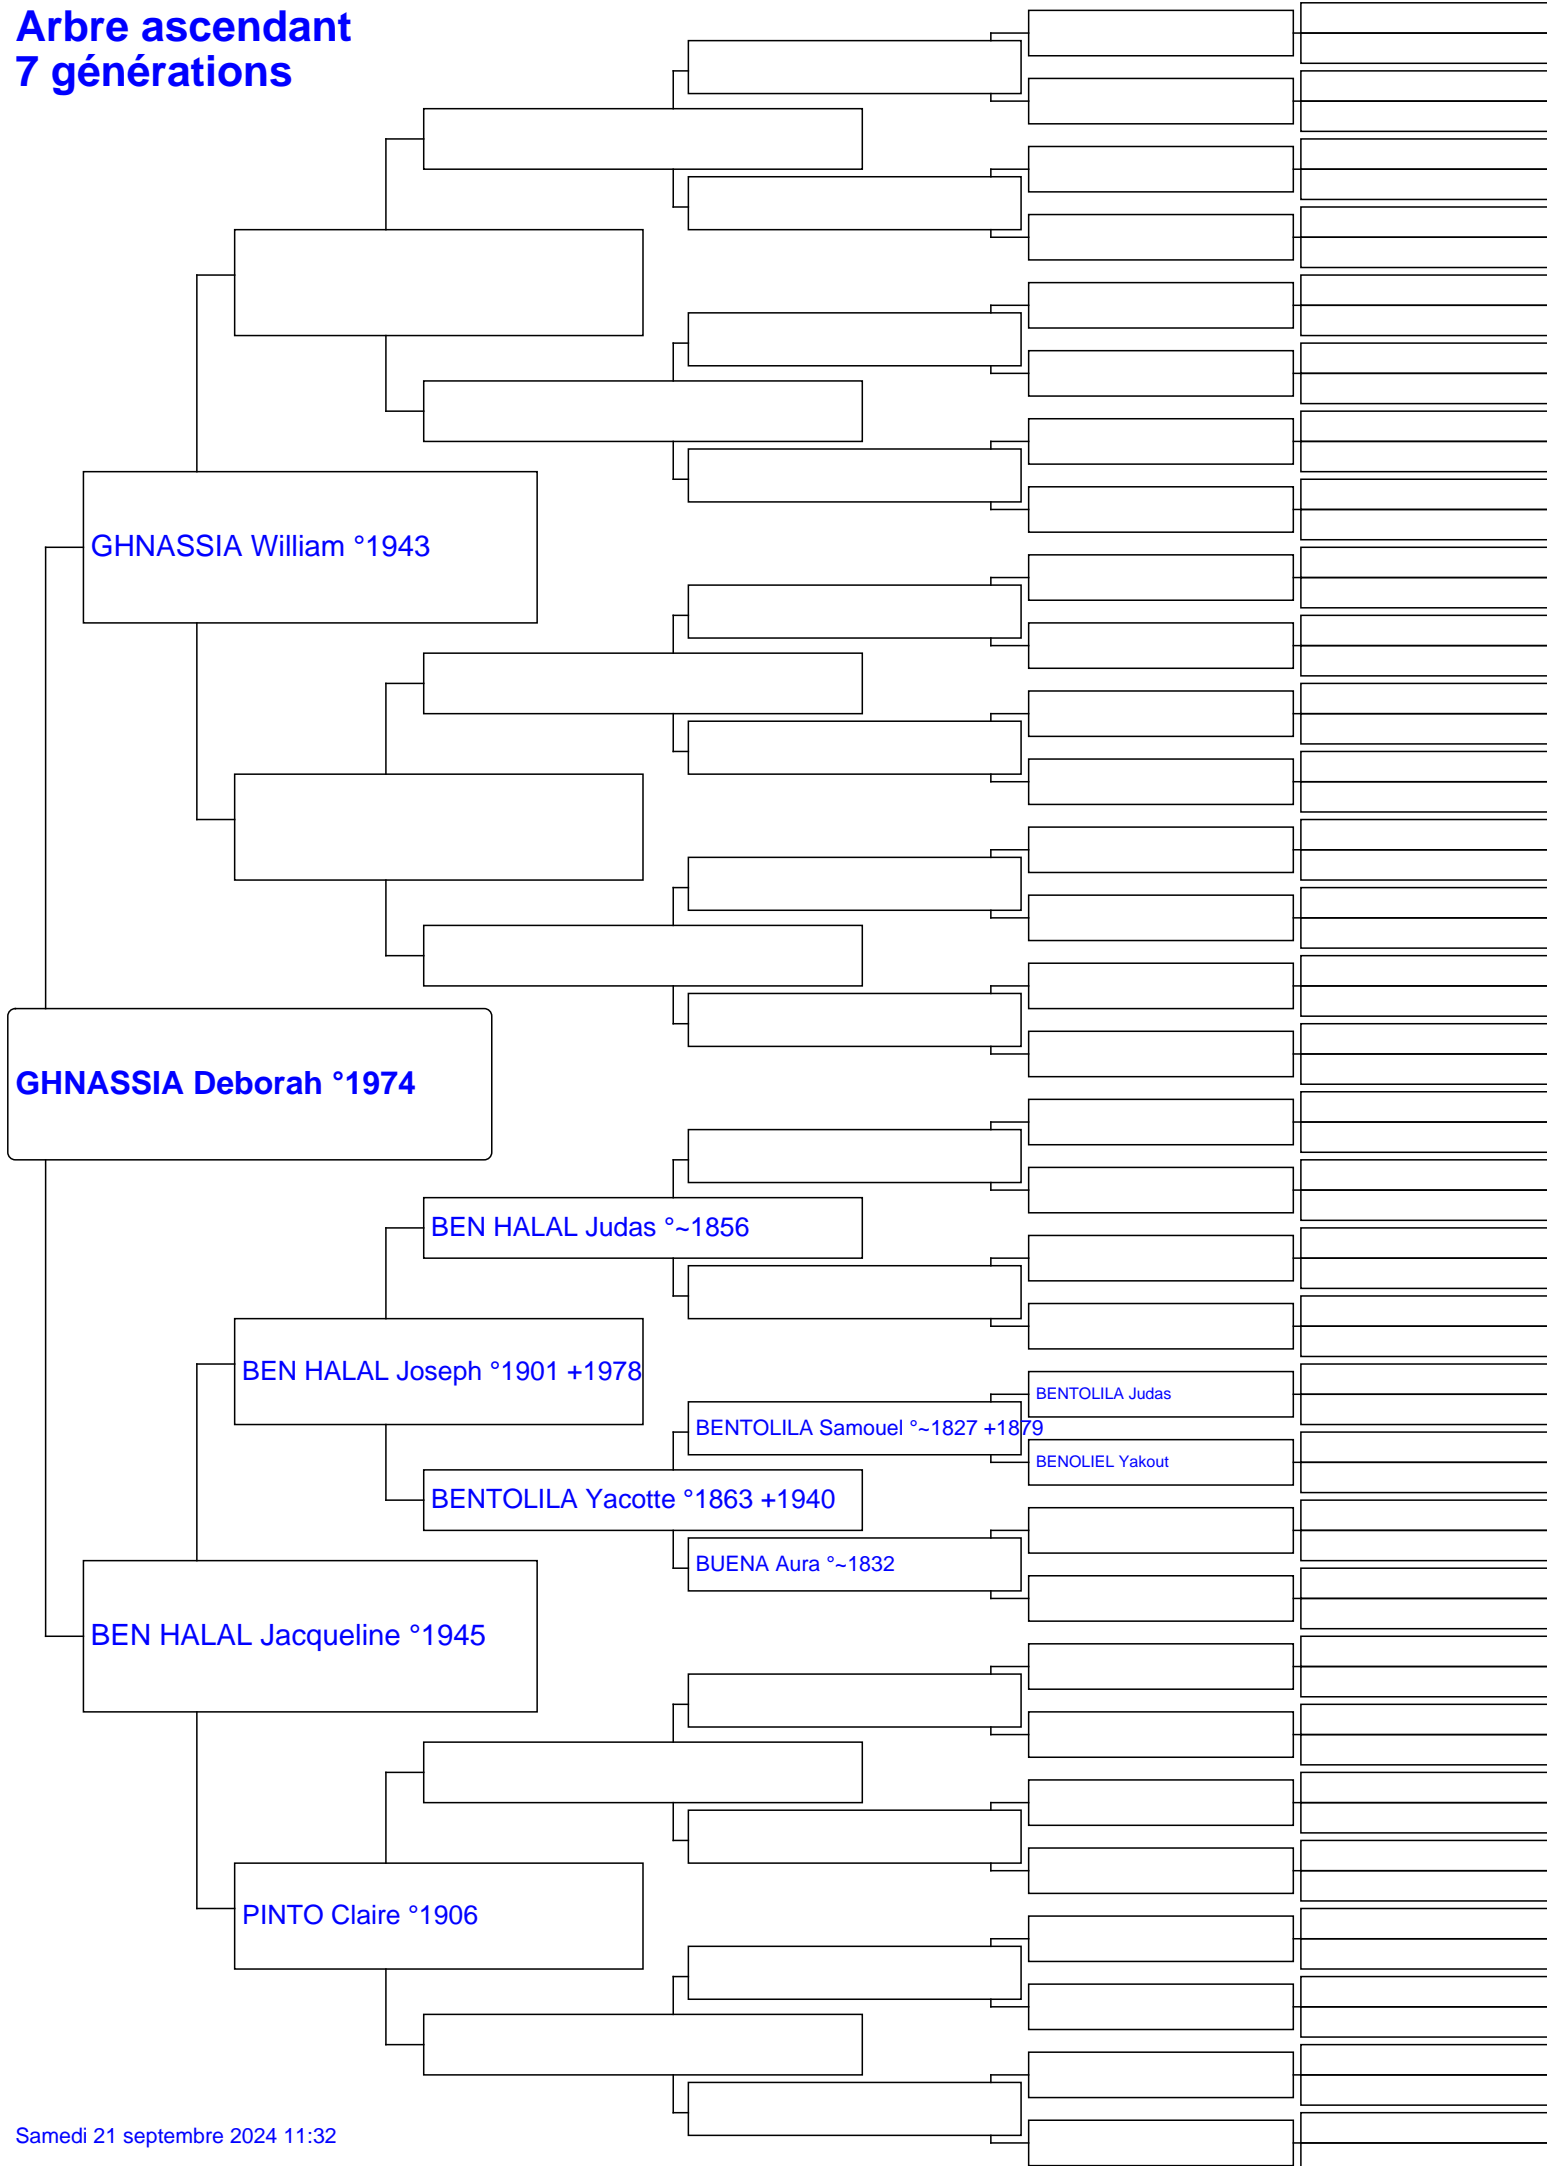 Arbre ascendant
7 générations
GHNASSIA William °1943
GHNASSIA Deborah °1974
BEN HALAL Judas °~1856
BEN HALAL Joseph °1901 +1978
BENTOLILA Judas
BENTOLILA Samouel °~1827 +1879
BENOLIEL Yakout
BENTOLILA Yacotte °1863 +1940
BUENA Aura °~1832
BEN HALAL Jacqueline °1945
PINTO Claire °1906
Samedi 21 septembre 2024 11:32